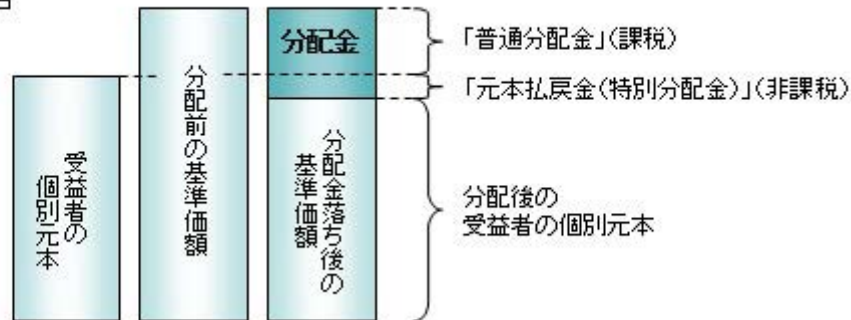 分配金
「普通分配金」(課税)
「元本払戻金(特別分配金)」(非課税)
受益者の
個別元本
分配前の基準価額
分配金落ち後の
基準価額
分配後の
受益者の個別元本